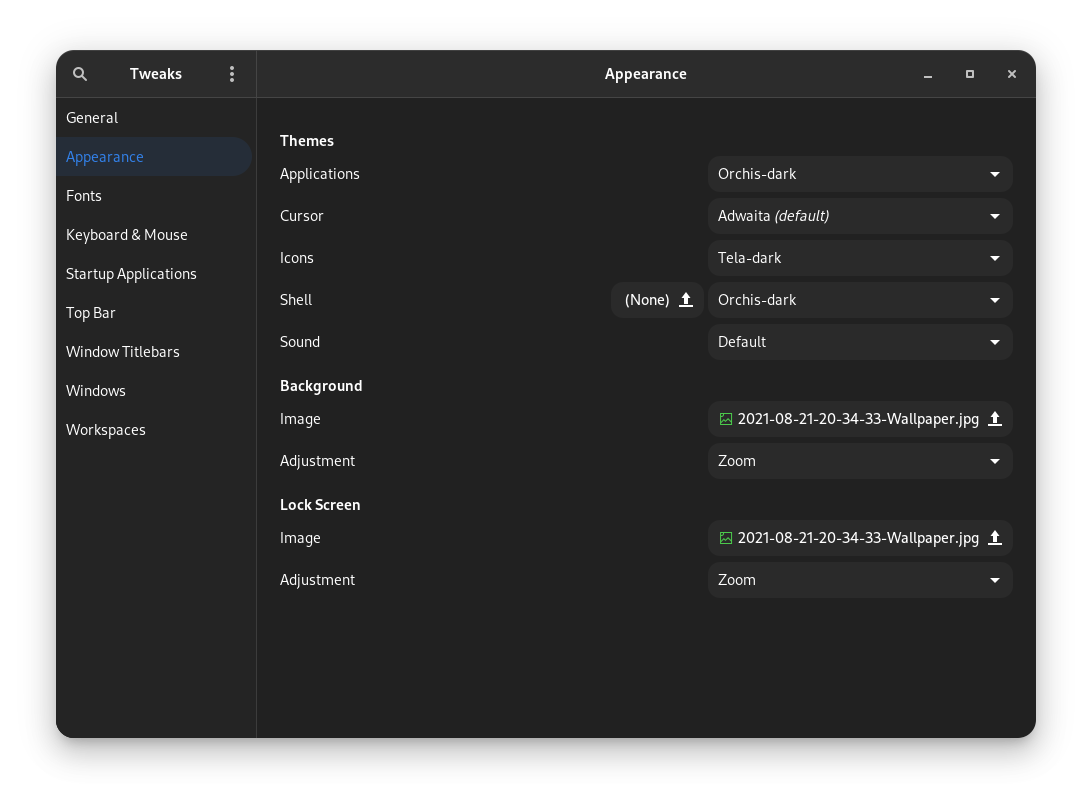 Tweaks
Appearance
General
Appearance
Fonts
Keyboard & Mouse
Startup Applications
Top Bar
Window Titlebars
Windows
Workspaces
Themes
Applications Orchis-dark
Cursor Adwaita (default)
Icons Tela-dark
Shell (None) Orchis-dark
Sound Default
Background
Image 2021-08-21-20-34-33-Wallpaper.jpg
Adjustment Zoom
Lock Screen
Image 2021-08-21-20-34-33-Wallpaper.jpg
Adjustment Zoom